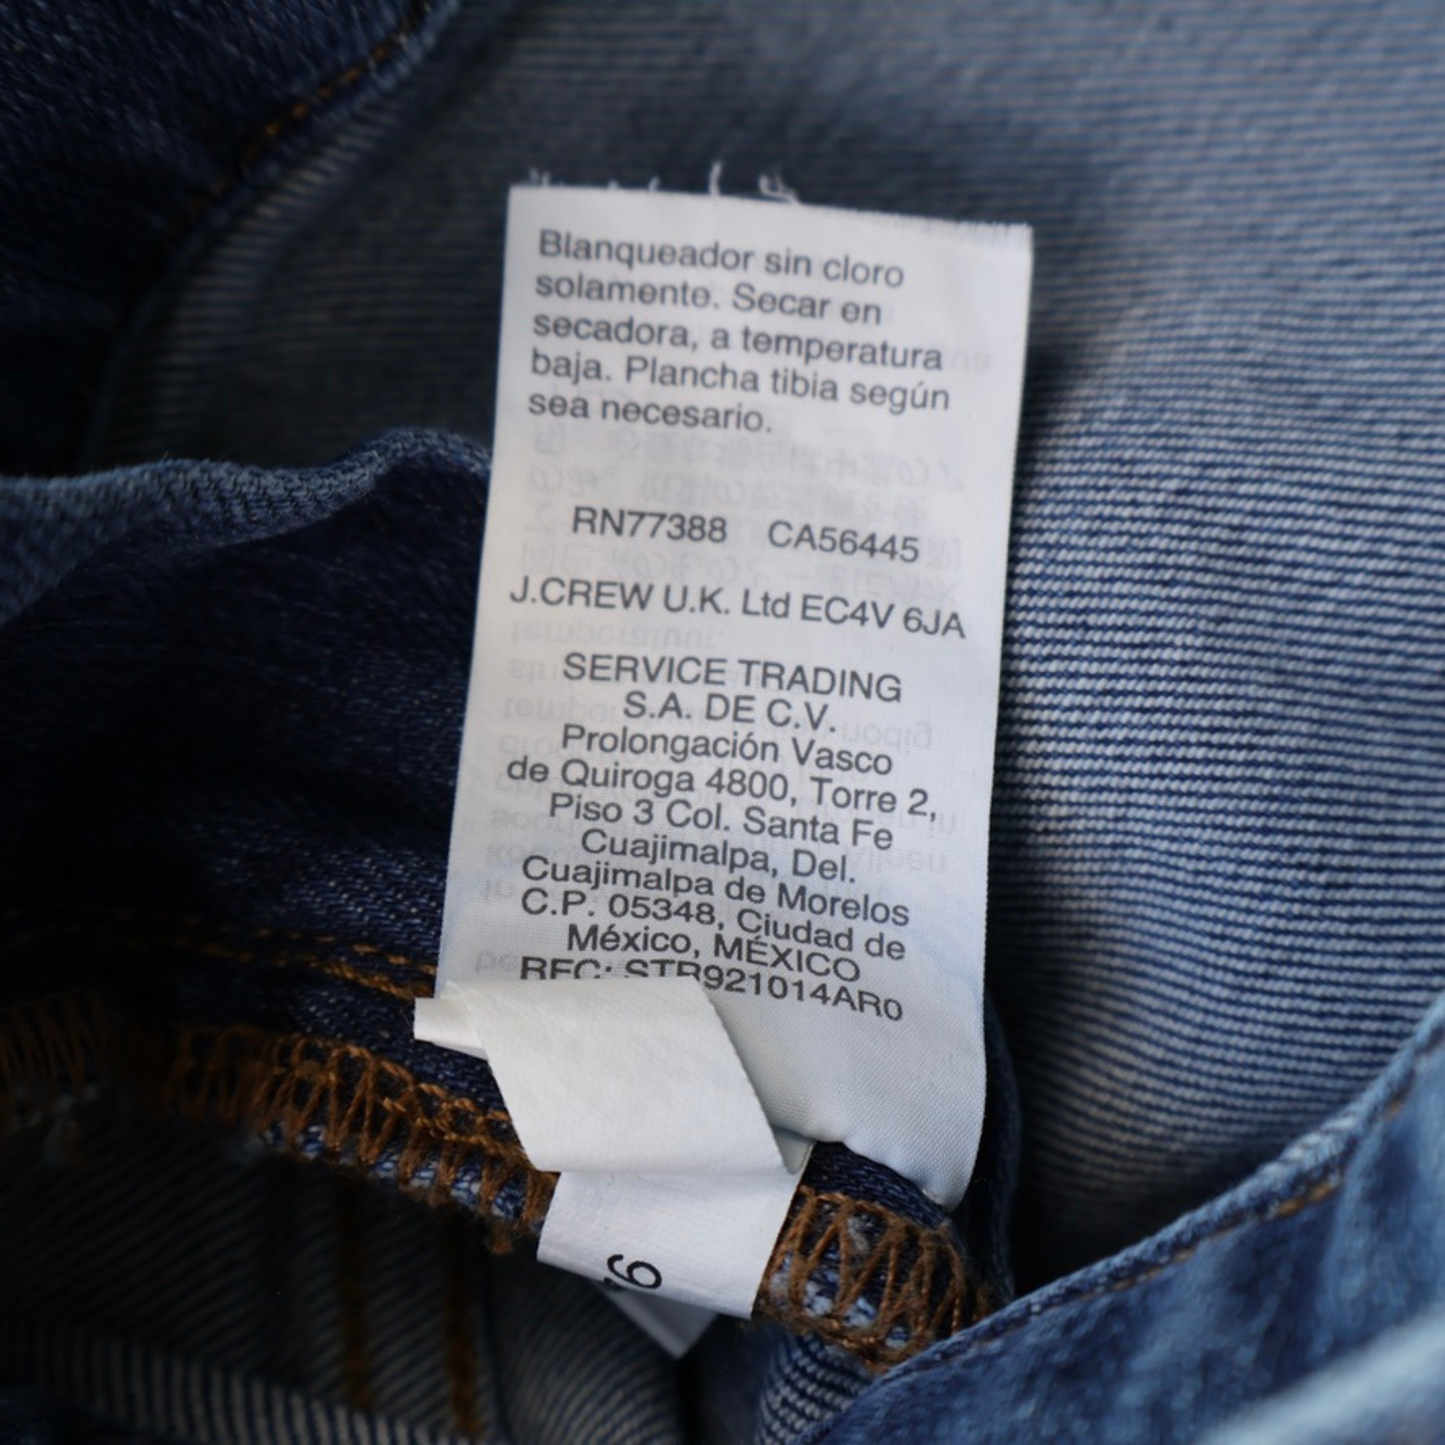 Blanqueador sin cloro
solamente. Secar en
secadora, a temperatura
baja. Plancha tibia según
sea necesario.
RN77388 CA56445
J.CREW U.K. Ltd EC4V 6JA
SERVICE TRADING
S.A. DE C.V.
Prolongación Vasco
de Quiroga 4800, Torre 2,
Piso 3 Col. Santa Fe
Cuajimalpa, Del.
Cuajimalpa de Morelos
C.P. 05348, Ciudad de
México, MÉXICO
RFC: STR921014AR0